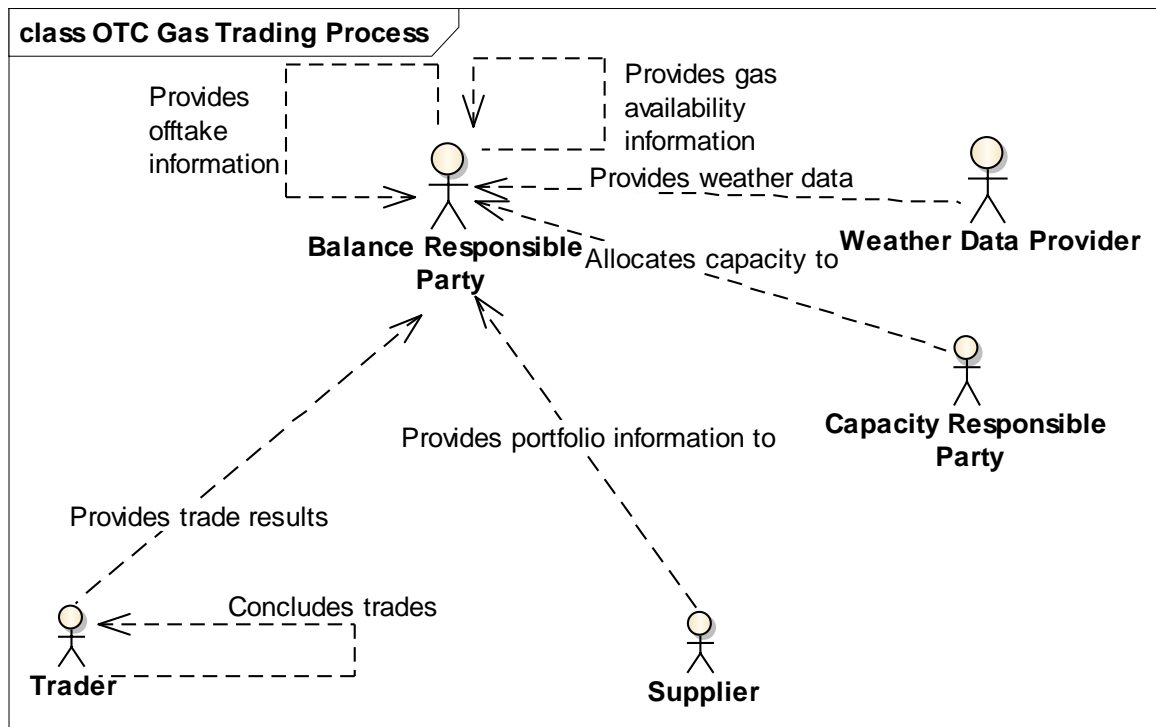 class OTC Gas Trading Process
Provides
offtake
information
Provides gas
availability
information
Provides weather data
Balance Responsible
Party
Weather Data Provider
Allocates capacity to
Capacity Responsible
Party
Provides portfolio information to
Provides trade results
Concludes trades
Trader
Supplier